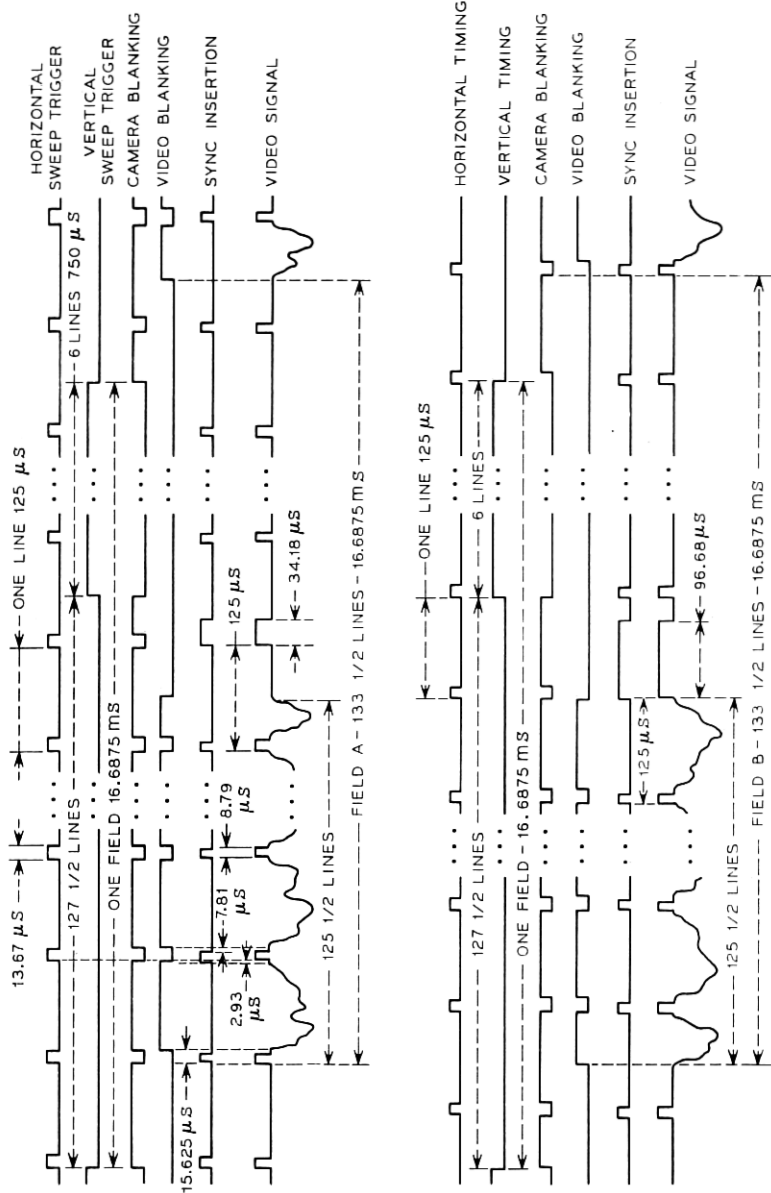 HORIZONTAL
SWEEP TRIGGER
VERTICAL
SWEEP TRIGGER
CAMERA BLANKING
VIDEO BLANKING
SYNC INSERTION
VIDEO SIGNAL
ONE LINE 125 μS
6 LINES 750 μS
13.67 μS
127 1/2 LINES
ONE FIELD 16.6875 mS
34.18 μS
125 μS
8.79
μS
7.81
μS
2.93
μS
15.625 μS
125 1/2 LINES
FIELD A - 133 1/2 LINES - 16.6875 mS
HORIZONTAL TIMING
VERTICAL TIMING
CAMERA BLANKING
VIDEO BLANKING
SYNC INSERTION
VIDEO SIGNAL
ONE LINE 125 μS
6 LINES
127 1/2 LINES
ONE FIELD - 16.6875 mS
96.68 μS
125 μS
125 1/2 LINES
FIELD B - 133 1/2 LINES - 16.6875 mS